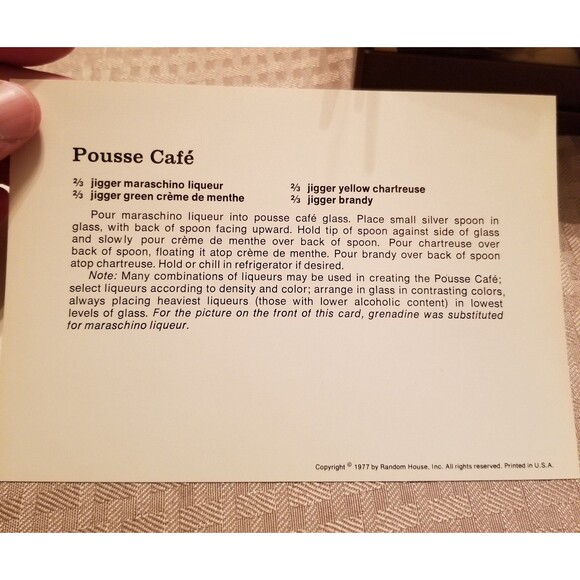 Pousse Café
⅔ jigger maraschino liqueur
⅔ jigger green crème de menthe
⅔ jigger yellow chartreuse
⅔ jigger brandy
Pour maraschino liqueur into pousse café glass. Place small silver spoon in
glass, with back of spoon facing upward. Hold tip of spoon against side of glass
and slowly pour crème de menthe over back of spoon. Pour chartreuse over
back of spoon, floating it atop crème de menthe. Pour brandy over back of spoon
atop chartreuse. Hold or chill in refrigerator if desired.
Note: Many combinations of liqueurs may be used in creating the Pousse Café;
select liqueurs according to density and color; arrange in glass in contrasting colors,
always placing heaviest liqueurs (those with lower alcoholic content) in lowest
levels of glass. For the picture on the front of this card, grenadine was substituted
for maraschino liqueur.
Copyright © 1977 by Random House, Inc. All rights reserved. Printed in U.S.A.